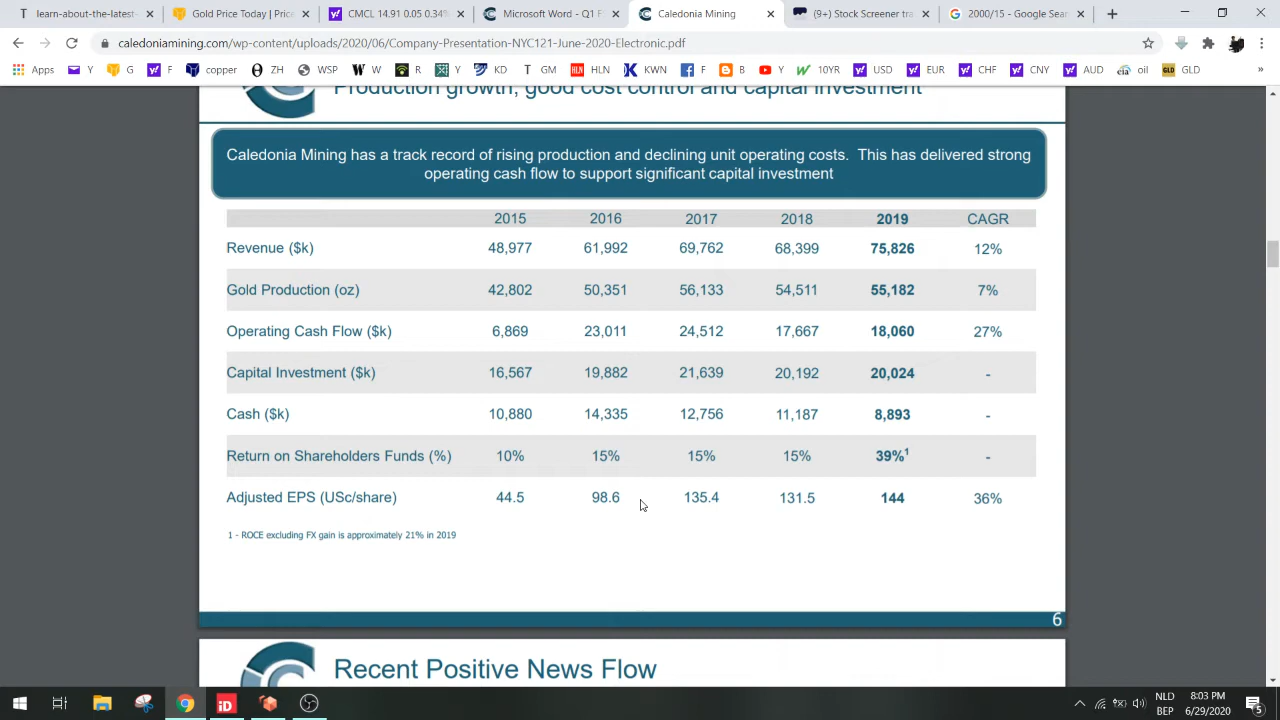 learn-about-the-latest-
Gold Price Today | Price
CMCL 14.91 0.05 0.34%
Microsoft Word - Q1 F
Caledonia Mining
(9+) Stock Screener tra
2000/15 - Google Sear
caledoniamining.com/wp-content/uploads/2020/06/Company-Presentation-NYC121-June-2020-Electronic.pdf
Apps Y G F copper ZH WSP W R Y KD GM HLN KWN F B Y 10YR USD EUR CHF CNY AUD oil GLD
Production growth, good cost control and capital investment
Caledonia Mining has a track record of rising production and declining unit operating costs. This has delivered strong
operating cash flow to support significant capital investment
2015 2016 2017 2018 2019 CAGR
Revenue ($k) 48,977 61,992 69,762 68,399 75,826 12%
Gold Production (oz) 42,802 50,351 56,133 54,511 55,182 7%
Operating Cash Flow ($k) 6,869 23,011 24,512 17,667 18,060 27%
Capital Investment ($k) 16,567 19,882 21,639 20,192 20,024 -
Cash ($k) 10,880 14,335 12,756 11,187 8,893 -
Return on Shareholders Funds (%) 10% 15% 15% 15% 39%1 -
Adjusted EPS (USc/share) 44.5 98.6 135.4 131.5 144 36%
1 - ROCE excluding FX gain is approximately 21% in 2019
6
Recent Positive News Flow
NLD 8:03 PM
BEP 6/29/2020
5